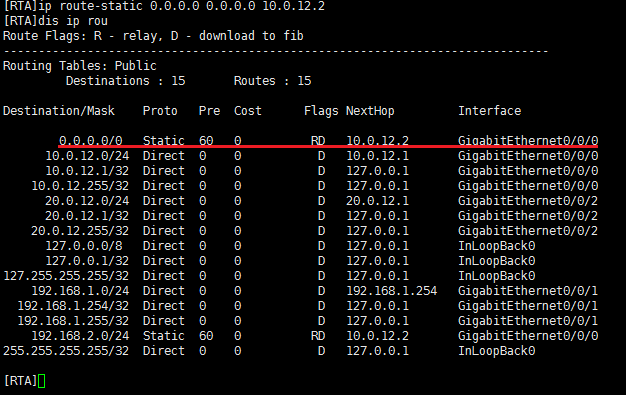 [RTA]ip route-static 0.0.0.0 0.0.0.0 10.0.12.2
[RTA]dis ip rou
Route Flags: R - relay, D - download to fib
------------------------------------------------------------------------------
Routing Tables: Public
         Destinations : 15       Routes : 15

Destination/Mask    Proto   Pre  Cost      Flags NextHop         Interface

        0.0.0.0/0   Static  60   0          RD   10.0.12.2       GigabitEthernet0/0/0
      10.0.12.0/24  Direct  0    0           D   10.0.12.1       GigabitEthernet0/0/0
      10.0.12.1/32  Direct  0    0           D   127.0.0.1       GigabitEthernet0/0/0
    10.0.12.255/32  Direct  0    0           D   127.0.0.1       GigabitEthernet0/0/0
      20.0.12.0/24  Direct  0    0           D   20.0.12.1       GigabitEthernet0/0/2
      20.0.12.1/32  Direct  0    0           D   127.0.0.1       GigabitEthernet0/0/2
    20.0.12.255/32  Direct  0    0           D   127.0.0.1       GigabitEthernet0/0/2
      127.0.0.0/8   Direct  0    0           D   127.0.0.1       InLoopBack0
      127.0.0.1/32  Direct  0    0           D   127.0.0.1       InLoopBack0
127.255.255.255/32  Direct  0    0           D   127.0.0.1       InLoopBack0
    192.168.1.0/24  Direct  0    0           D   192.168.1.254   GigabitEthernet0/0/1
  192.168.1.254/32  Direct  0    0           D   127.0.0.1       GigabitEthernet0/0/1
  192.168.1.255/32  Direct  0    0           D   127.0.0.1       GigabitEthernet0/0/1
    192.168.2.0/24  Static  60   0          RD   10.0.12.2       GigabitEthernet0/0/0
255.255.255.255/32  Direct  0    0           D   127.0.0.1       InLoopBack0

[RTA]